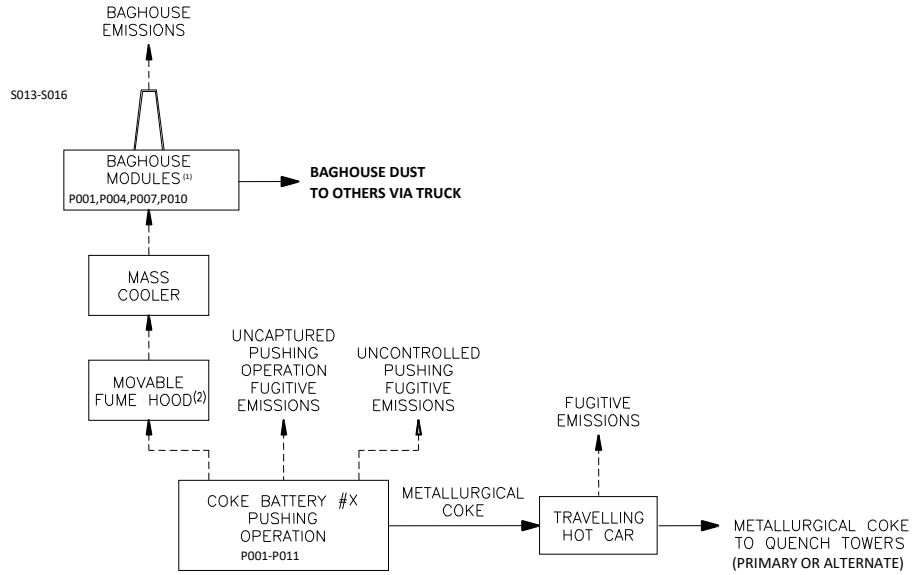 BAGHOUSE
EMISSIONS
S013-S016
BAGHOUSE
MODULES(1)
P001,P004,P007,P010
BAGHOUSE DUST
TO OTHERS VIA TRUCK
MASS
COOLER
MOVABLE
FUME HOOD(2)
UNCAPTURED
PUSHING
OPERATION
FUGITIVE
EMISSIONS
UNCONTROLLED
PUSHING
FUGITIVE
EMISSIONS
FUGITIVE
EMISSIONS
COKE BATTERY #X
PUSHING
OPERATION
P001-P011
METALLURGICAL
COKE
TRAVELLING
HOT CAR
METALLURGICAL COKE
TO QUENCH TOWERS
(PRIMARY OR ALTERNATE)